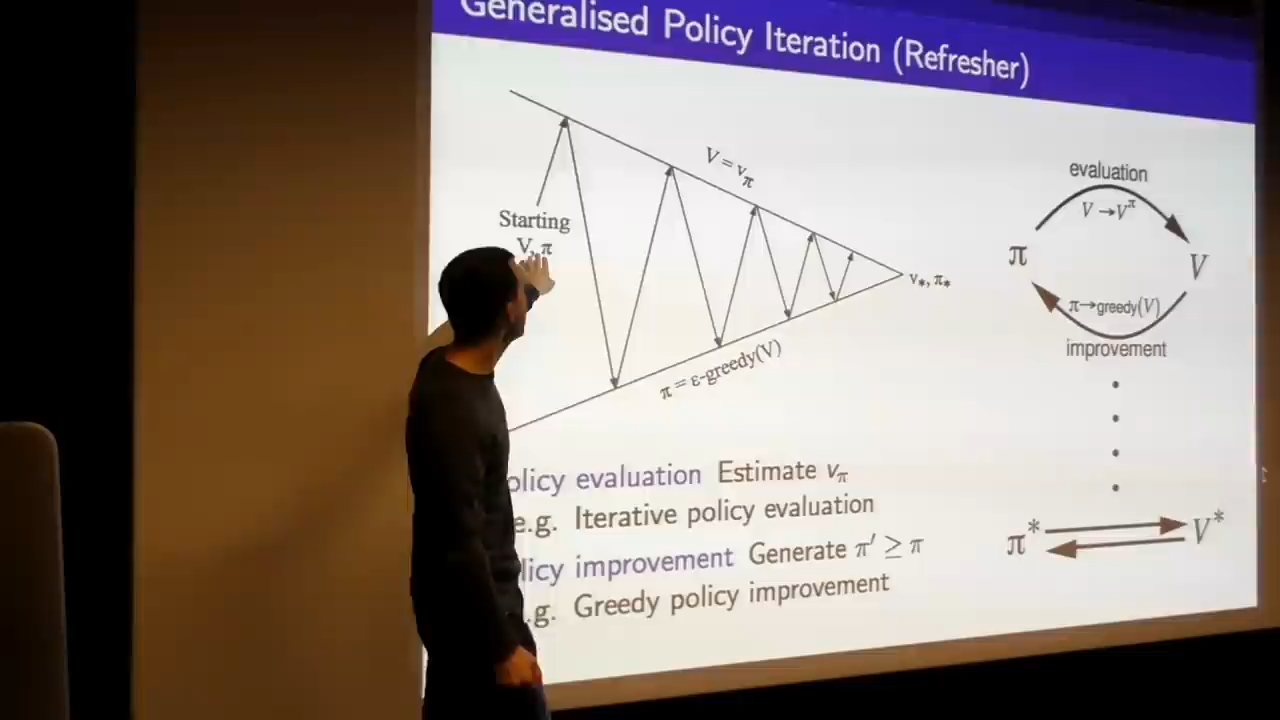 Generalised Policy Iteration (Refresher)
Starting
V, π
V = vπ
π = ε-greedy(V)
v*, π*
evaluation
V → Vπ
π
V
π→greedy(V)
improvement
π* V*
olicy evaluation Estimate vπ
e.g. Iterative policy evaluation
licy improvement Generate π′ ≥ π
.g. Greedy policy improvement